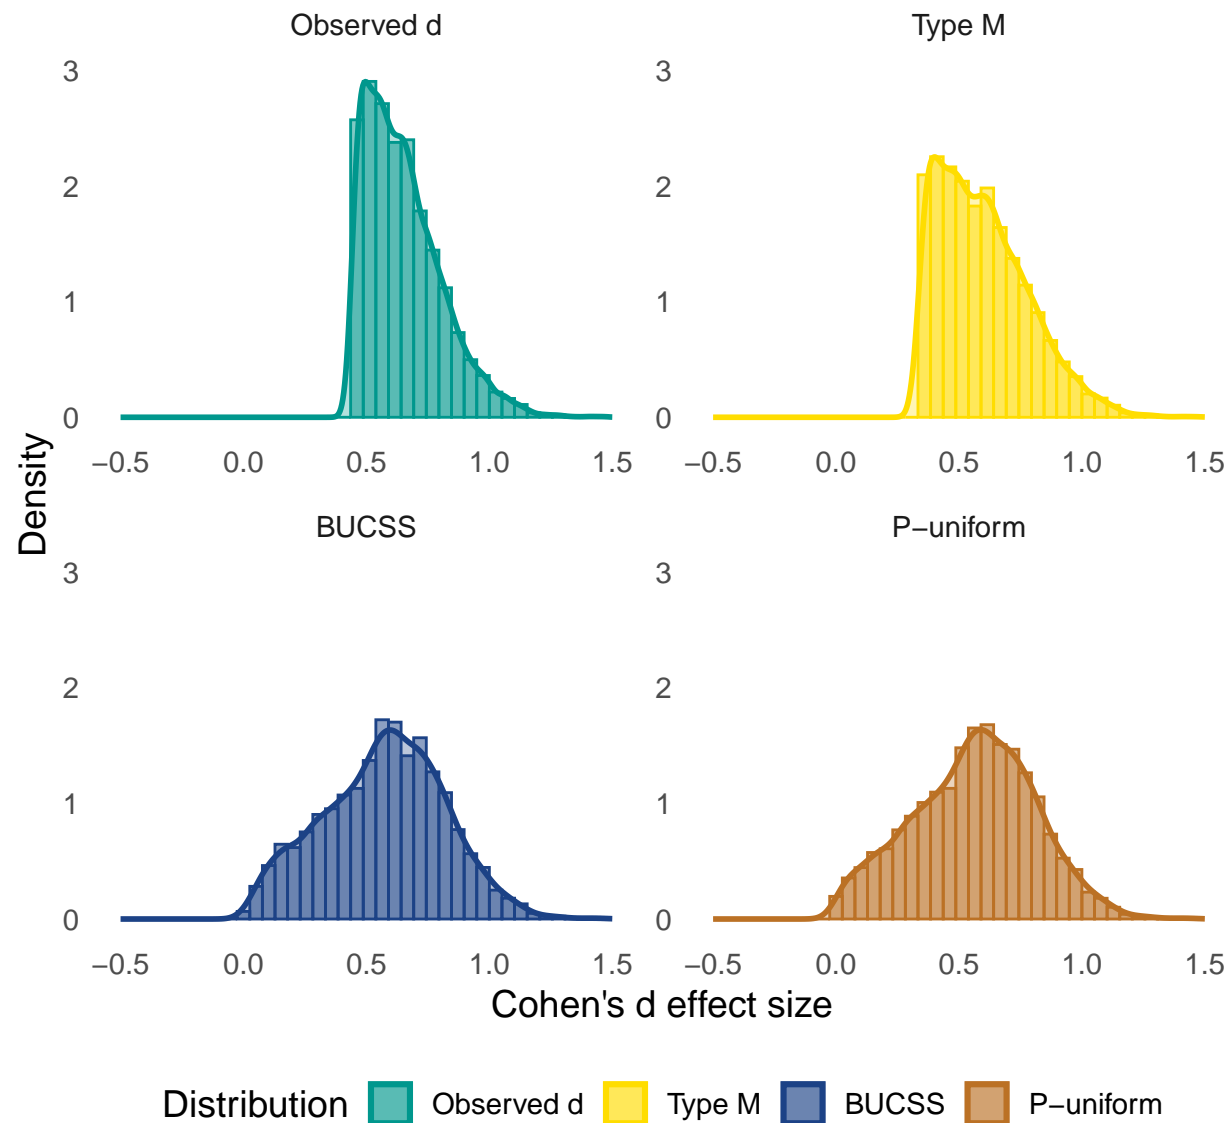 Observed d
Type M
3
2
1
0
3
2
1
0
−0.5 0.0 0.5 1.0 1.5
−0.5 0.0 0.5 1.0 1.5
Density
BUCSS
P−uniform
3
2
1
0
3
2
1
0
−0.5 0.0 0.5 1.0 1.5
−0.5 0.0 0.5 1.0 1.5
Cohen's d effect size
Distribution Observed d Type M BUCSS P−uniform